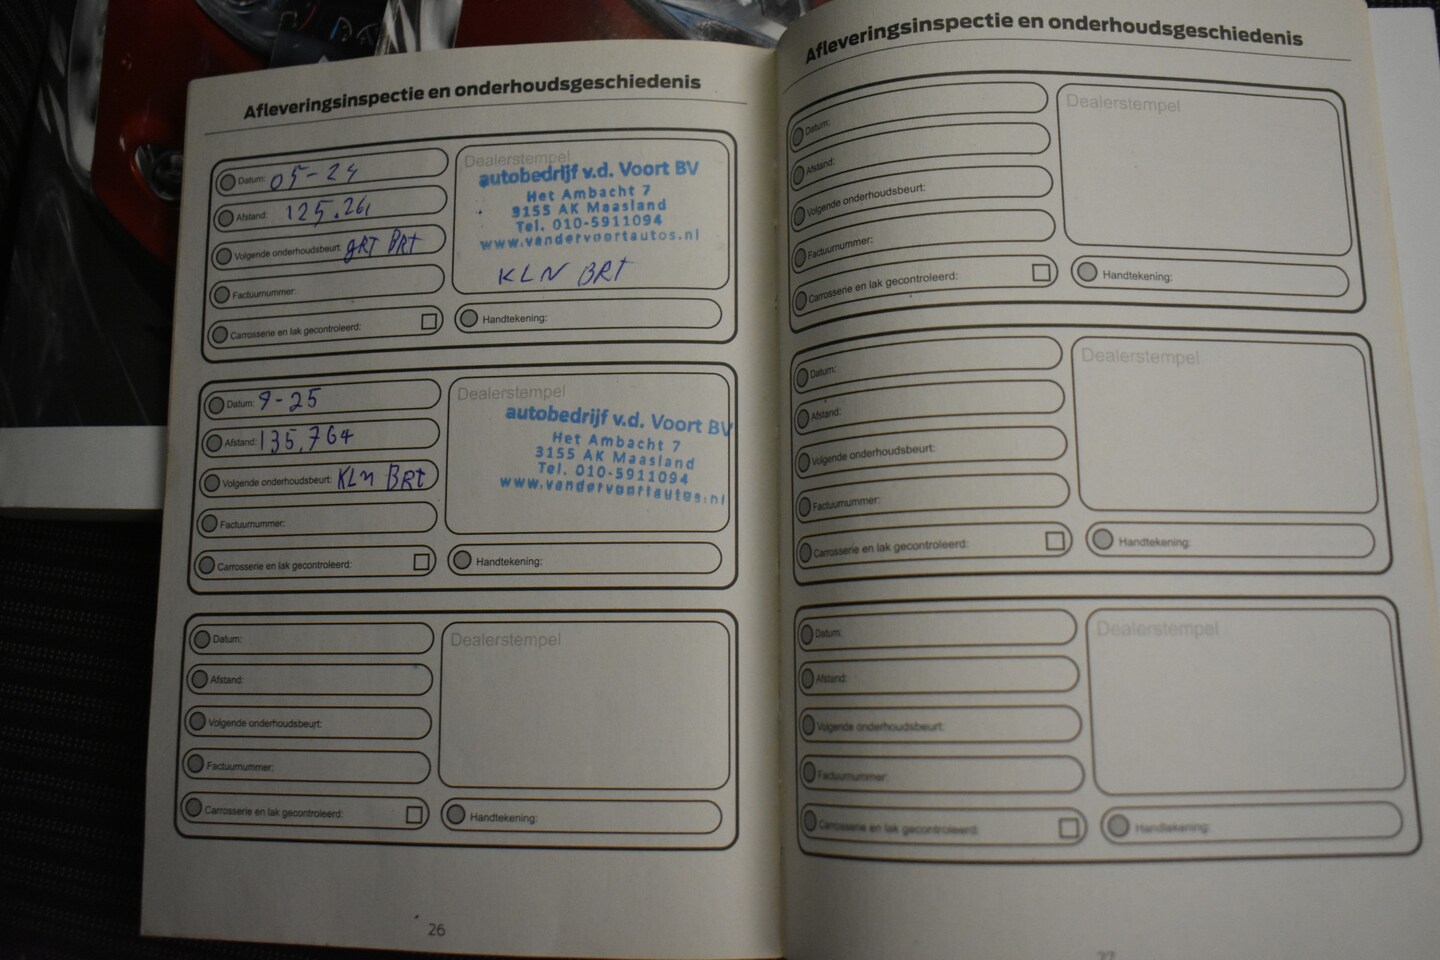 Afleveringsinspectie en onderhoudsgeschiedenis
Datum: 05-24
Afstand: 125.261
Volgende onderhoudsbeurt: gRT BRT
Factuurnummer:
Carrosserie en lak gecontroleerd:
Dealerstempel
autobedrijf v.d. Voort BV
Het Ambacht 7
3155 AK Maasland
Tel. 010-5911094
www.vandervoortautos.nl
KLN BRT
Handtekening:
Datum: 9-25
Afstand: 135,764
Volgende onderhoudsbeurt: KLN BRT
Factuurnummer:
Carrosserie en lak gecontroleerd:
Dealerstempel
autobedrijf v.d. Voort BV
Het Ambacht 7
3155 AK Maasland
Tel. 010-5911094
www.vandervoortautos.nl
Handtekening:
Datum:
Afstand:
Volgende onderhoudsbeurt:
Factuurnummer:
Carrosserie en lak gecontroleerd:
Dealerstempel
Handtekening:
26
Afleveringsinspectie en onderhoudsgeschiedenis
Datum:
Afstand:
Volgende onderhoudsbeurt:
Factuurnummer:
Carrosserie en lak gecontroleerd:
Dealerstempel
Handtekening:
Datum:
Afstand:
Volgende onderhoudsbeurt:
Factuurnummer:
Carrosserie en lak gecontroleerd:
Dealerstempel
Handtekening:
Datum:
Afstand:
Volgende onderhoudsbeurt:
Factuurnummer:
Carrosserie en lak gecontroleerd:
Dealerstempel
Handtekening: